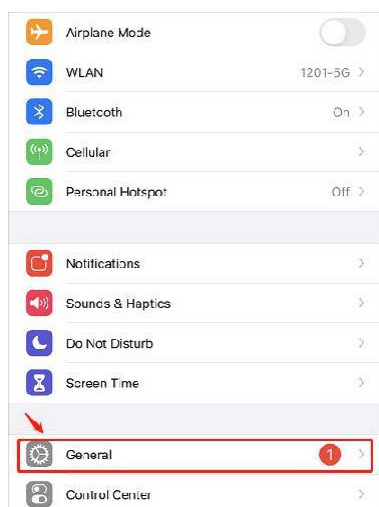 Airplane Mode
WLAN 1201-5G
Bluetooth On
Cellular
Personal Hotspot Off
Notifications
Sounds & Haptics
Do Not Disturb
Screen Time
General 1
Control Center